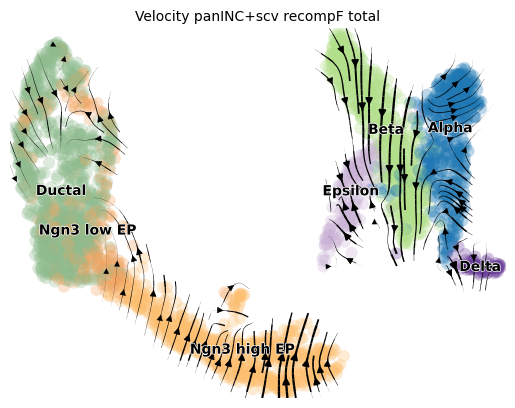 Velocity panINC+scv recompF total
Beta
Alpha
Ductal
Epsilon
Ngn3 low EP
Delta
Ngn3 high EP